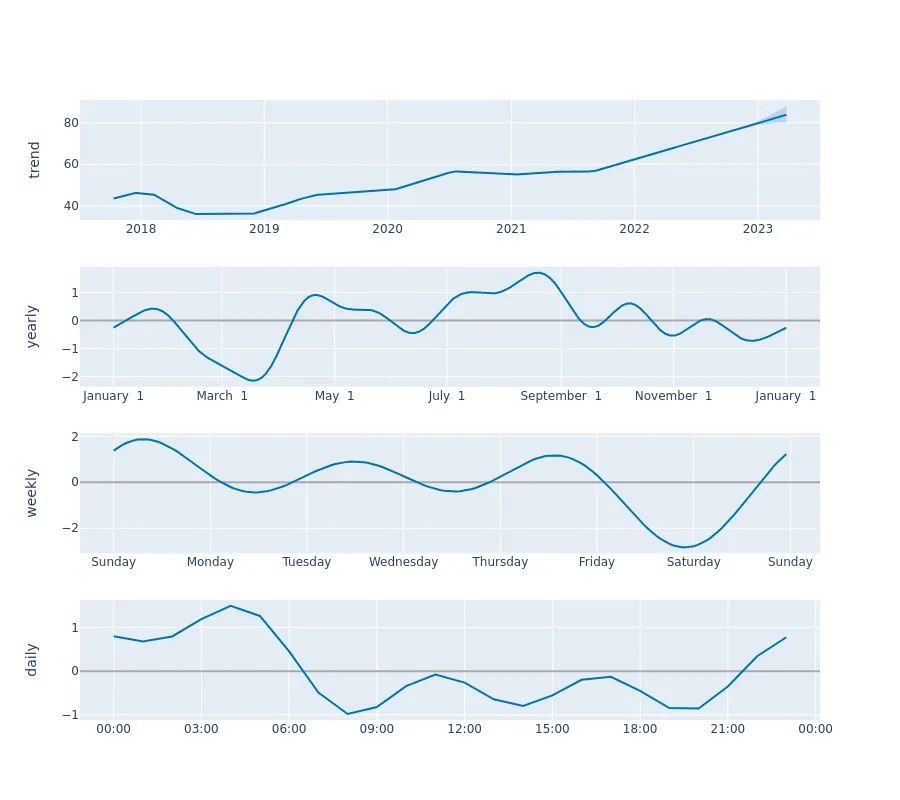 trend
80
60
40
2018 2019 2020 2021 2022 2023
yearly
1
0
−1
−2
January 1 March 1 May 1 July 1 September 1 November 1 January 1
weekly
2
0
−2
Sunday Monday Tuesday Wednesday Thursday Friday Saturday Sunday
daily
1
0
−1
00:00 03:00 06:00 09:00 12:00 15:00 18:00 21:00 00:00